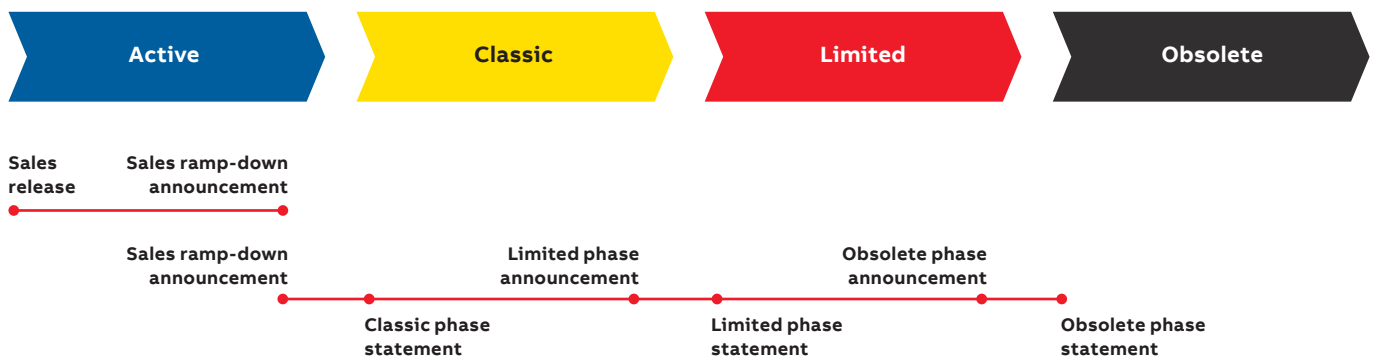 Active
Classic
Limited
Obsolete
Sales
release
Sales ramp-down
announcement
Sales ramp-down
announcement
Limited phase
announcement
Obsolete phase
announcement
Classic phase
statement
Limited phase
statement
Obsolete phase
statement